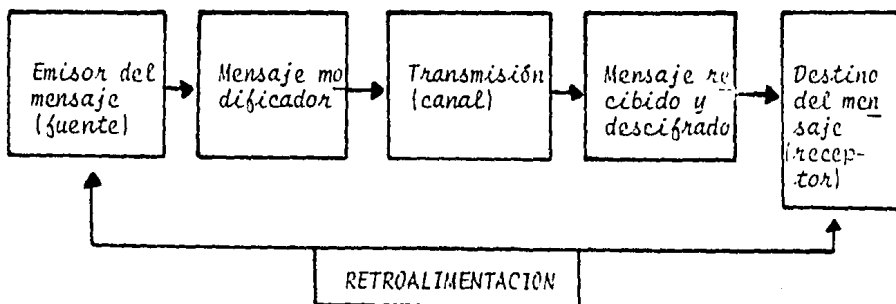 Emisor del
mensaje
(fuente)
Mensaje mo
dificador
Transmisión
(canal)
Mensaje re
cibido y
descifrado
Destino
del men
saje
(recep-
tor)
RETROALIMENTACION